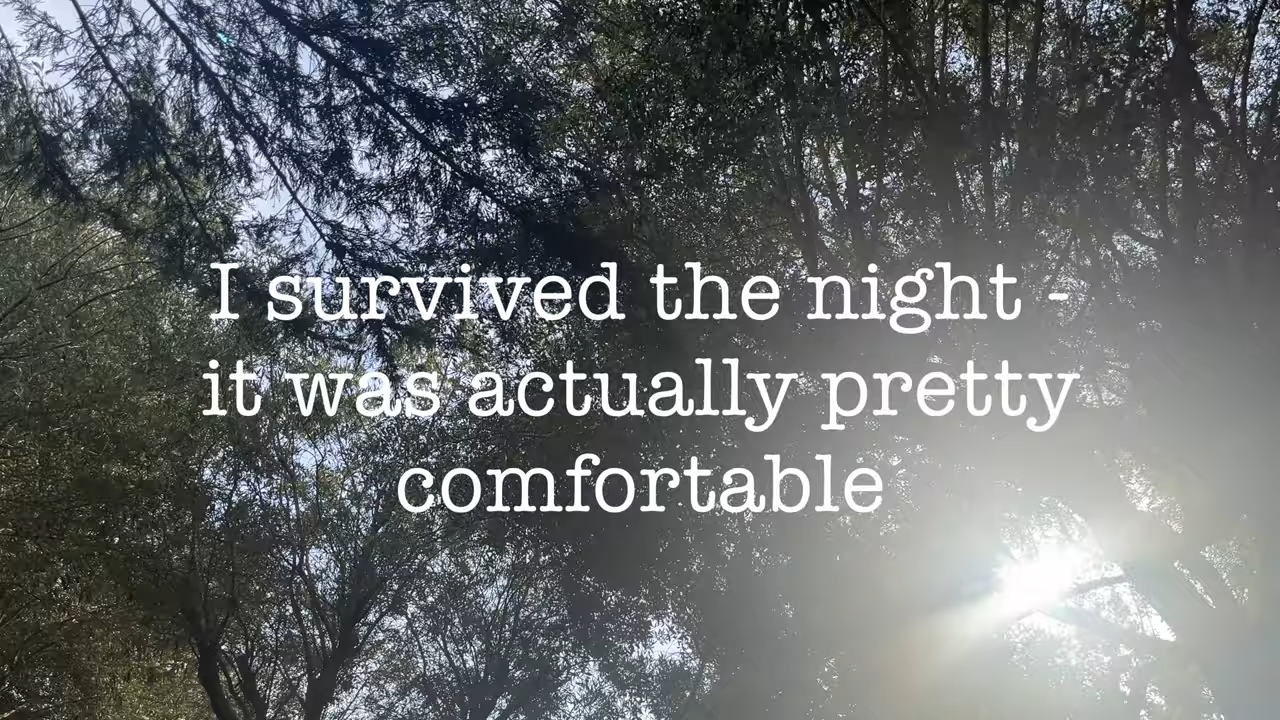 I survived the night -
it was actually pretty
comfortable